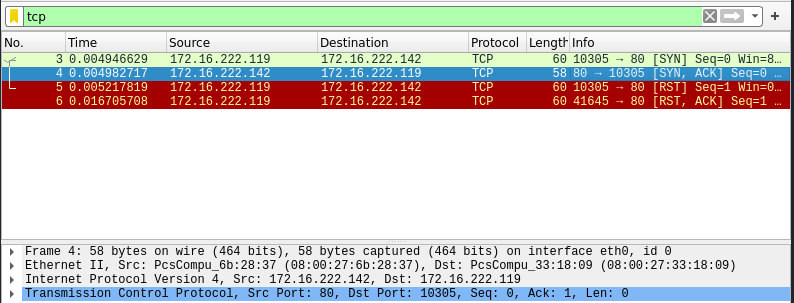 tcp
No. Time Source Destination Protocol Length Info
3 0.004946629 172.16.222.119 172.16.222.142 TCP 60 10305 → 80 [SYN] Seq=0 Win=8…
4 0.004982717 172.16.222.142 172.16.222.119 TCP 58 80 → 10305 [SYN, ACK] Seq=0 …
5 0.005217819 172.16.222.119 172.16.222.142 TCP 60 10305 → 80 [RST] Seq=1 Win=0…
6 0.016705708 172.16.222.119 172.16.222.142 TCP 60 41645 → 80 [RST, ACK] Seq=1 …
Frame 4: 58 bytes on wire (464 bits), 58 bytes captured (464 bits) on interface eth0, id 0
Ethernet II, Src: PcsCompu_6b:28:37 (08:00:27:6b:28:37), Dst: PcsCompu_33:18:09 (08:00:27:33:18:09)
Internet Protocol Version 4, Src: 172.16.222.142, Dst: 172.16.222.119
Transmission Control Protocol, Src Port: 80, Dst Port: 10305, Seq: 0, Ack: 1, Len: 0